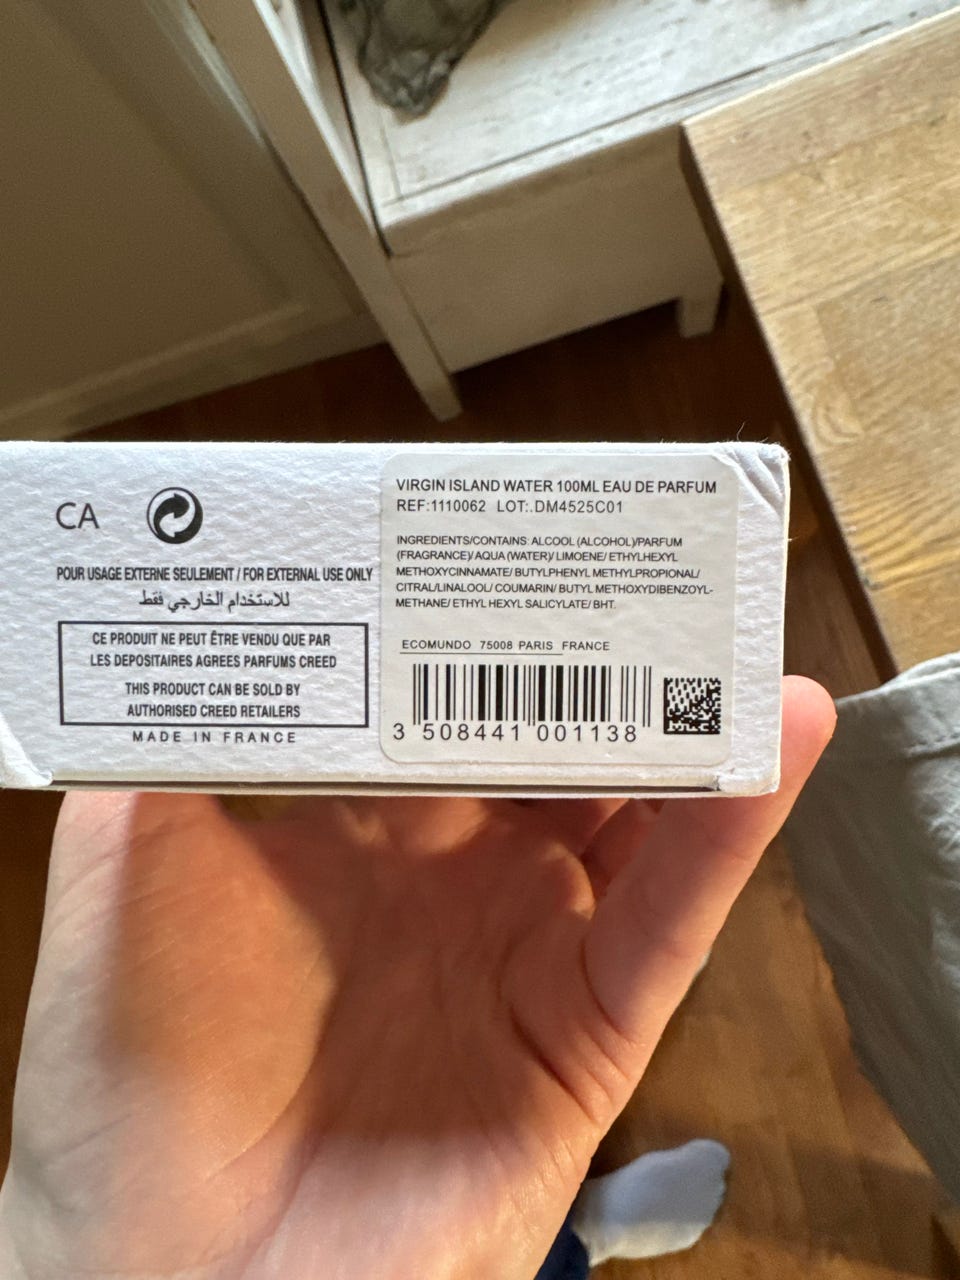 CA
POUR USAGE EXTERNE SEULEMENT / FOR EXTERNAL USE ONLY
للاستخدام الخارجي فقط
CE PRODUIT NE PEUT ÊTRE VENDU QUE PAR
LES DEPOSITAIRES AGREES PARFUMS CREED
THIS PRODUCT CAN BE SOLD BY
AUTHORISED CREED RETAILERS
MADE IN FRANCE
VIRGIN ISLAND WATER 100ML EAU DE PARFUM
REF:1110062 LOT:.DM4525C01
INGREDIENTS/CONTAINS: ALCOOL (ALCOHOL)/PARFUM
(FRAGRANCE)/ AQUA (WATER)/ LIMOENE/ ETHYLHEXYL
METHOXYCINNAMATE/ BUTYLPHENYL METHYLPROPIONAL/
CITRAL/LINALOOL/ COUMARIN/ BUTYL METHOXYDIBENZOYL-
METHANE/ ETHYL HEXYL SALICYLATE/ BHT.
ECOMUNDO 75008 PARIS FRANCE
3 508441 001138